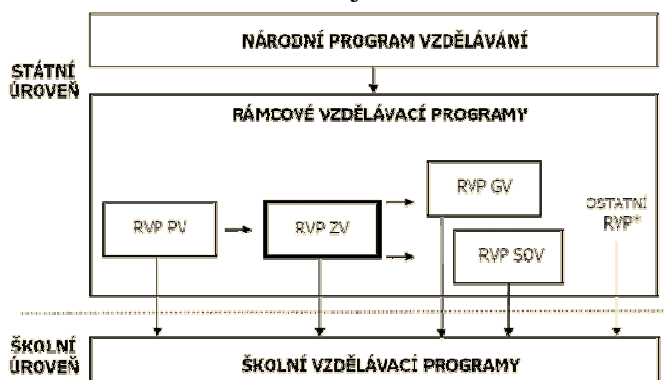 NÁRODNÍ PROGRAM VZDĚLÁVÁNÍ
STÁTNÍ
ÚROVEŇ
RÁMCOVÉ VZDĚLÁVACÍ PROGRAMY
RVP GV
OSTATNÍ
RVP*
RVP PV
RVP ZV
RVP SOV
ŠKOLNÍ
ÚROVEŇ
ŠKOLNÍ VZDĚLÁVACÍ PROGRAMY